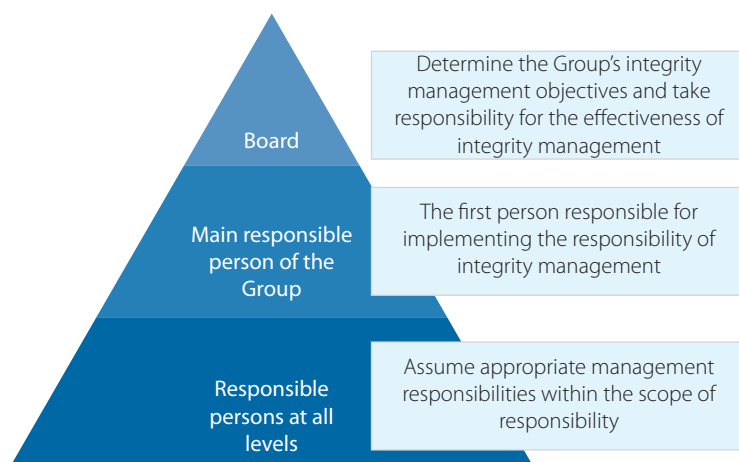 Board
Determine the Group's integrity
management objectives and take
responsibility for the effectiveness of
integrity management
Main responsible
person of the
Group
The first person responsible for
implementing the responsibility of
integrity management
Responsible
persons at all
levels
Assume appropriate management
responsibilities within the scope of
responsibility